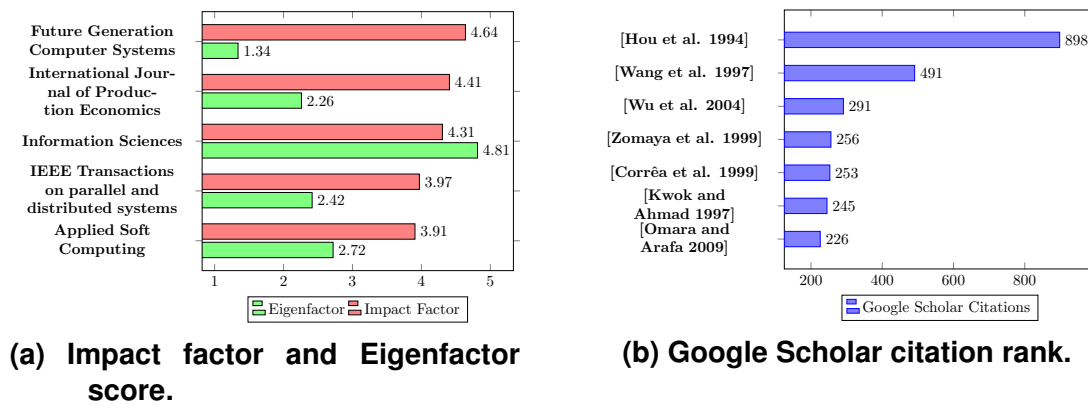 Future Generation
Computer Systems
4.64
1.34
International Jour-
nal of Produc-
tion Economics
4.41
2.26
Information Sciences
4.31
4.81
IEEE Transactions
on parallel and
distributed systems
3.97
2.42
Applied Soft
Computing
3.91
2.72
1 2 3 4 5
Eigenfactor Impact Factor
(a) Impact factor and Eigenfactor
score.
[Hou et al. 1994] 898
[Wang et al. 1997] 491
[Wu et al. 2004] 291
[Zomaya et al. 1999] 256
[Corrêa et al. 1999] 253
[Kwok and
Ahmad 1997] 245
[Omara and
Arafa 2009] 226
200 400 600 800
Google Scholar Citations
(b) Google Scholar citation rank.